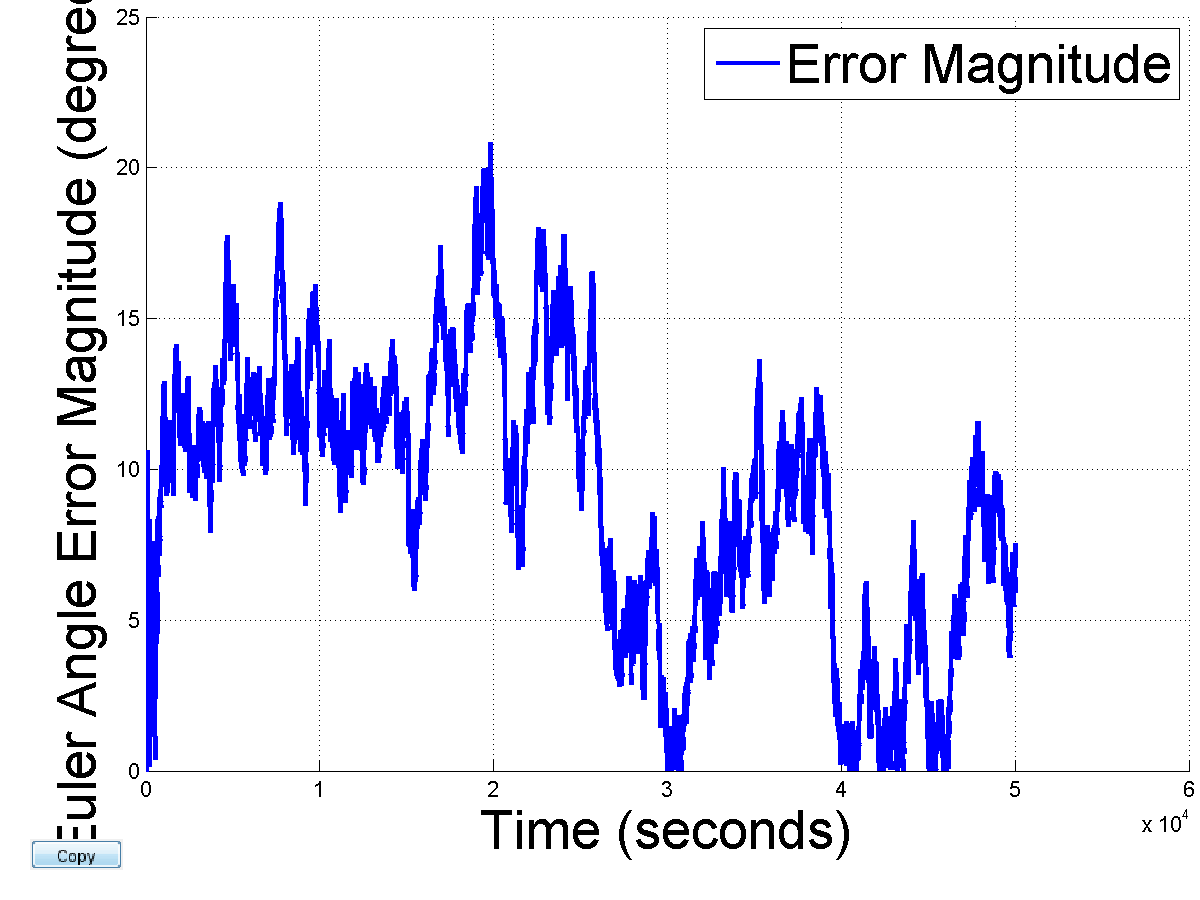 25
Error Magnitude
20
15
10
5
0
Euler Angle Error Magnitude (degree
0 1 2 3 4 5 6
x 10^4
Time (seconds)
Copy